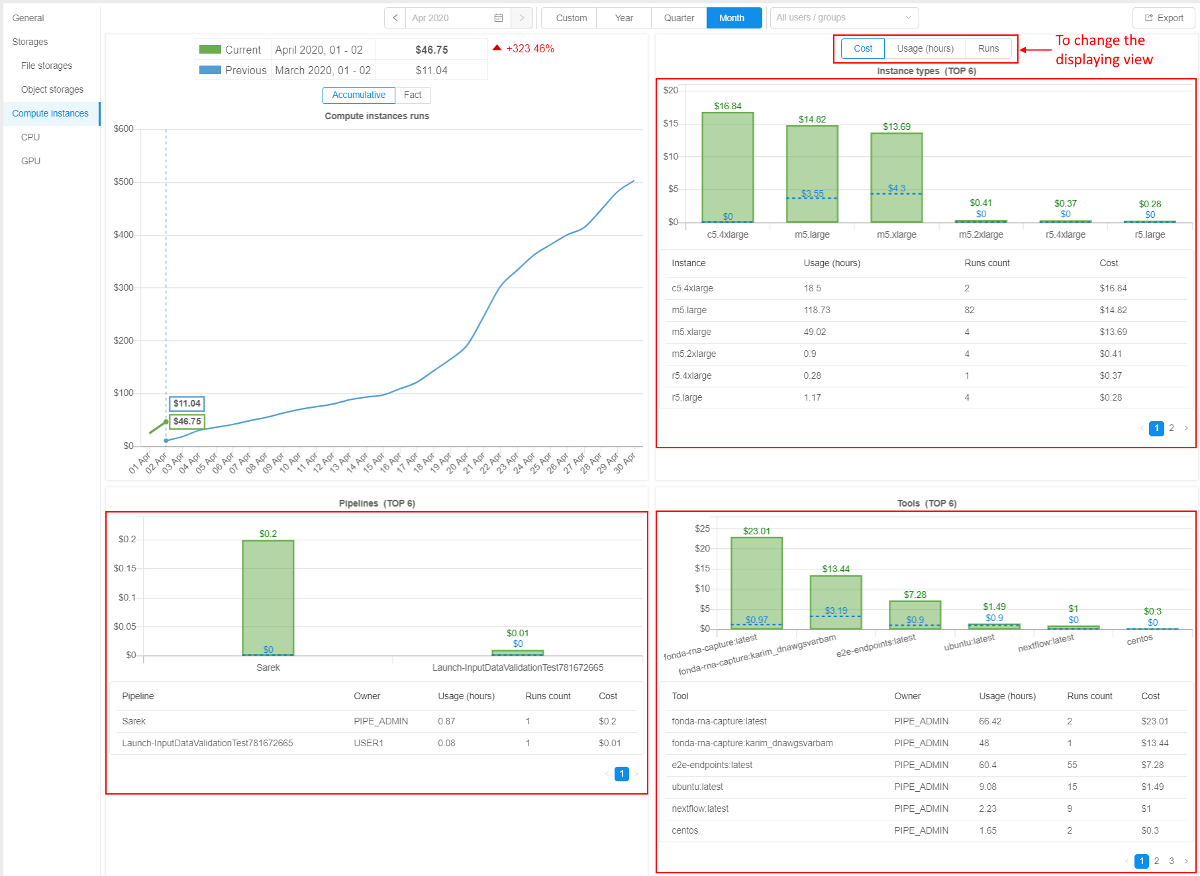 General
Storages
File storages
Object storages
Compute instances
CPU
GPU
Apr 2020
Custom Year Quarter Month
All users / groups
Export
Current April 2020, 01 - 02 $46.75 +323.46%
Previous March 2020, 01 - 02 $11.04
Accumulative Fact
Compute instances runs
$600
$500
$400
$300
$200
$100
$0
$11.04
$46.75
01 Apr 02 Apr 03 Apr 04 Apr 05 Apr 06 Apr 07 Apr 08 Apr 09 Apr 10 Apr 11 Apr 12 Apr 13 Apr 14 Apr 15 Apr 16 Apr 17 Apr 18 Apr 19 Apr 20 Apr 21 Apr 22 Apr 23 Apr 24 Apr 25 Apr 26 Apr 27 Apr 28 Apr 29 Apr 30 Apr
Cost Usage (hours) Runs
To change the
displaying view
Instance types (TOP 6)
$20
$15
$10
$5
$0
$16.84 $14.82 $13.69 $0.41 $0.37 $0.28
$0 $3.55 $4.3 $0 $0 $0
c5.4xlarge m5.large m5.xlarge m5.2xlarge r5.4xlarge r5.large
Instance Usage (hours) Runs count Cost
c5.4xlarge 18.5 2 $16.84
m5.large 118.73 82 $14.82
m5.xlarge 49.02 4 $13.69
m5.2xlarge 0.9 4 $0.41
r5.4xlarge 0.28 1 $0.37
r5.large 1.17 4 $0.28
1 2
Pipelines (TOP 6)
$0.2
$0.15
$0.1
$0.05
$0
$0.2 $0.01
$0 $0
Sarek Launch-InputDataValidationTest781672665
Pipeline Owner Usage (hours) Runs count Cost
Sarek PIPE_ADMIN 0.87 1 $0.2
Launch-InputDataValidationTest781672665 USER1 0.08 1 $0.01
1
Tools (TOP 6)
$25
$20
$15
$10
$5
$0
$23.01 $13.44 $7.28 $1.49 $1 $0.3
$0.97 $3.19 $0.9 $0.9 $0 $0
fonda-rna-capture:latest fonda-rna-capture:karim_dnawgsvarbam e2e-endpoints:latest ubuntu:latest nextflow:latest centos
Tool Owner Usage (hours) Runs count Cost
fonda-rna-capture:latest PIPE_ADMIN 66.42 2 $23.01
fonda-rna-capture:karim_dnawgsvarbam PIPE_ADMIN 48 1 $13.44
e2e-endpoints:latest PIPE_ADMIN 60.4 55 $7.28
ubuntu:latest PIPE_ADMIN 9.08 15 $1.49
nextflow:latest PIPE_ADMIN 2.23 9 $1
centos PIPE_ADMIN 1.65 2 $0.3
1 2 3